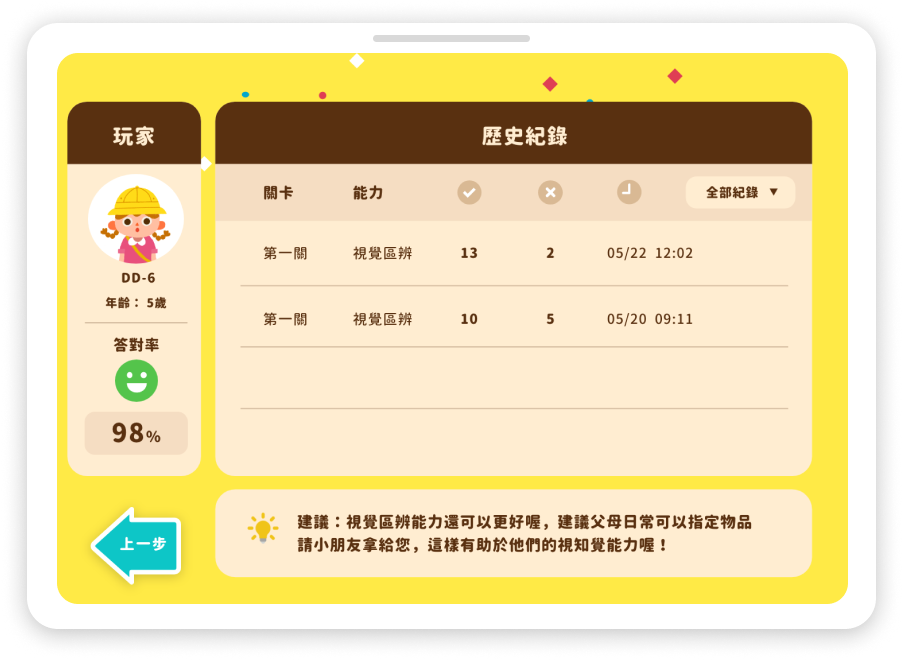 玩家
DD-6
年齡： 5歲
答對率
98%
上一步
歷史紀錄
關卡 能力 全部紀錄 ▼
第一關 視覺區辨 13 2 05/22 12:02
第一關 視覺區辨 10 5 05/20 09:11
建議：視覺區辨能力還可以更好喔，建議父母日常可以指定物品
請小朋友拿給您，這樣有助於他們的視知覺能力喔！